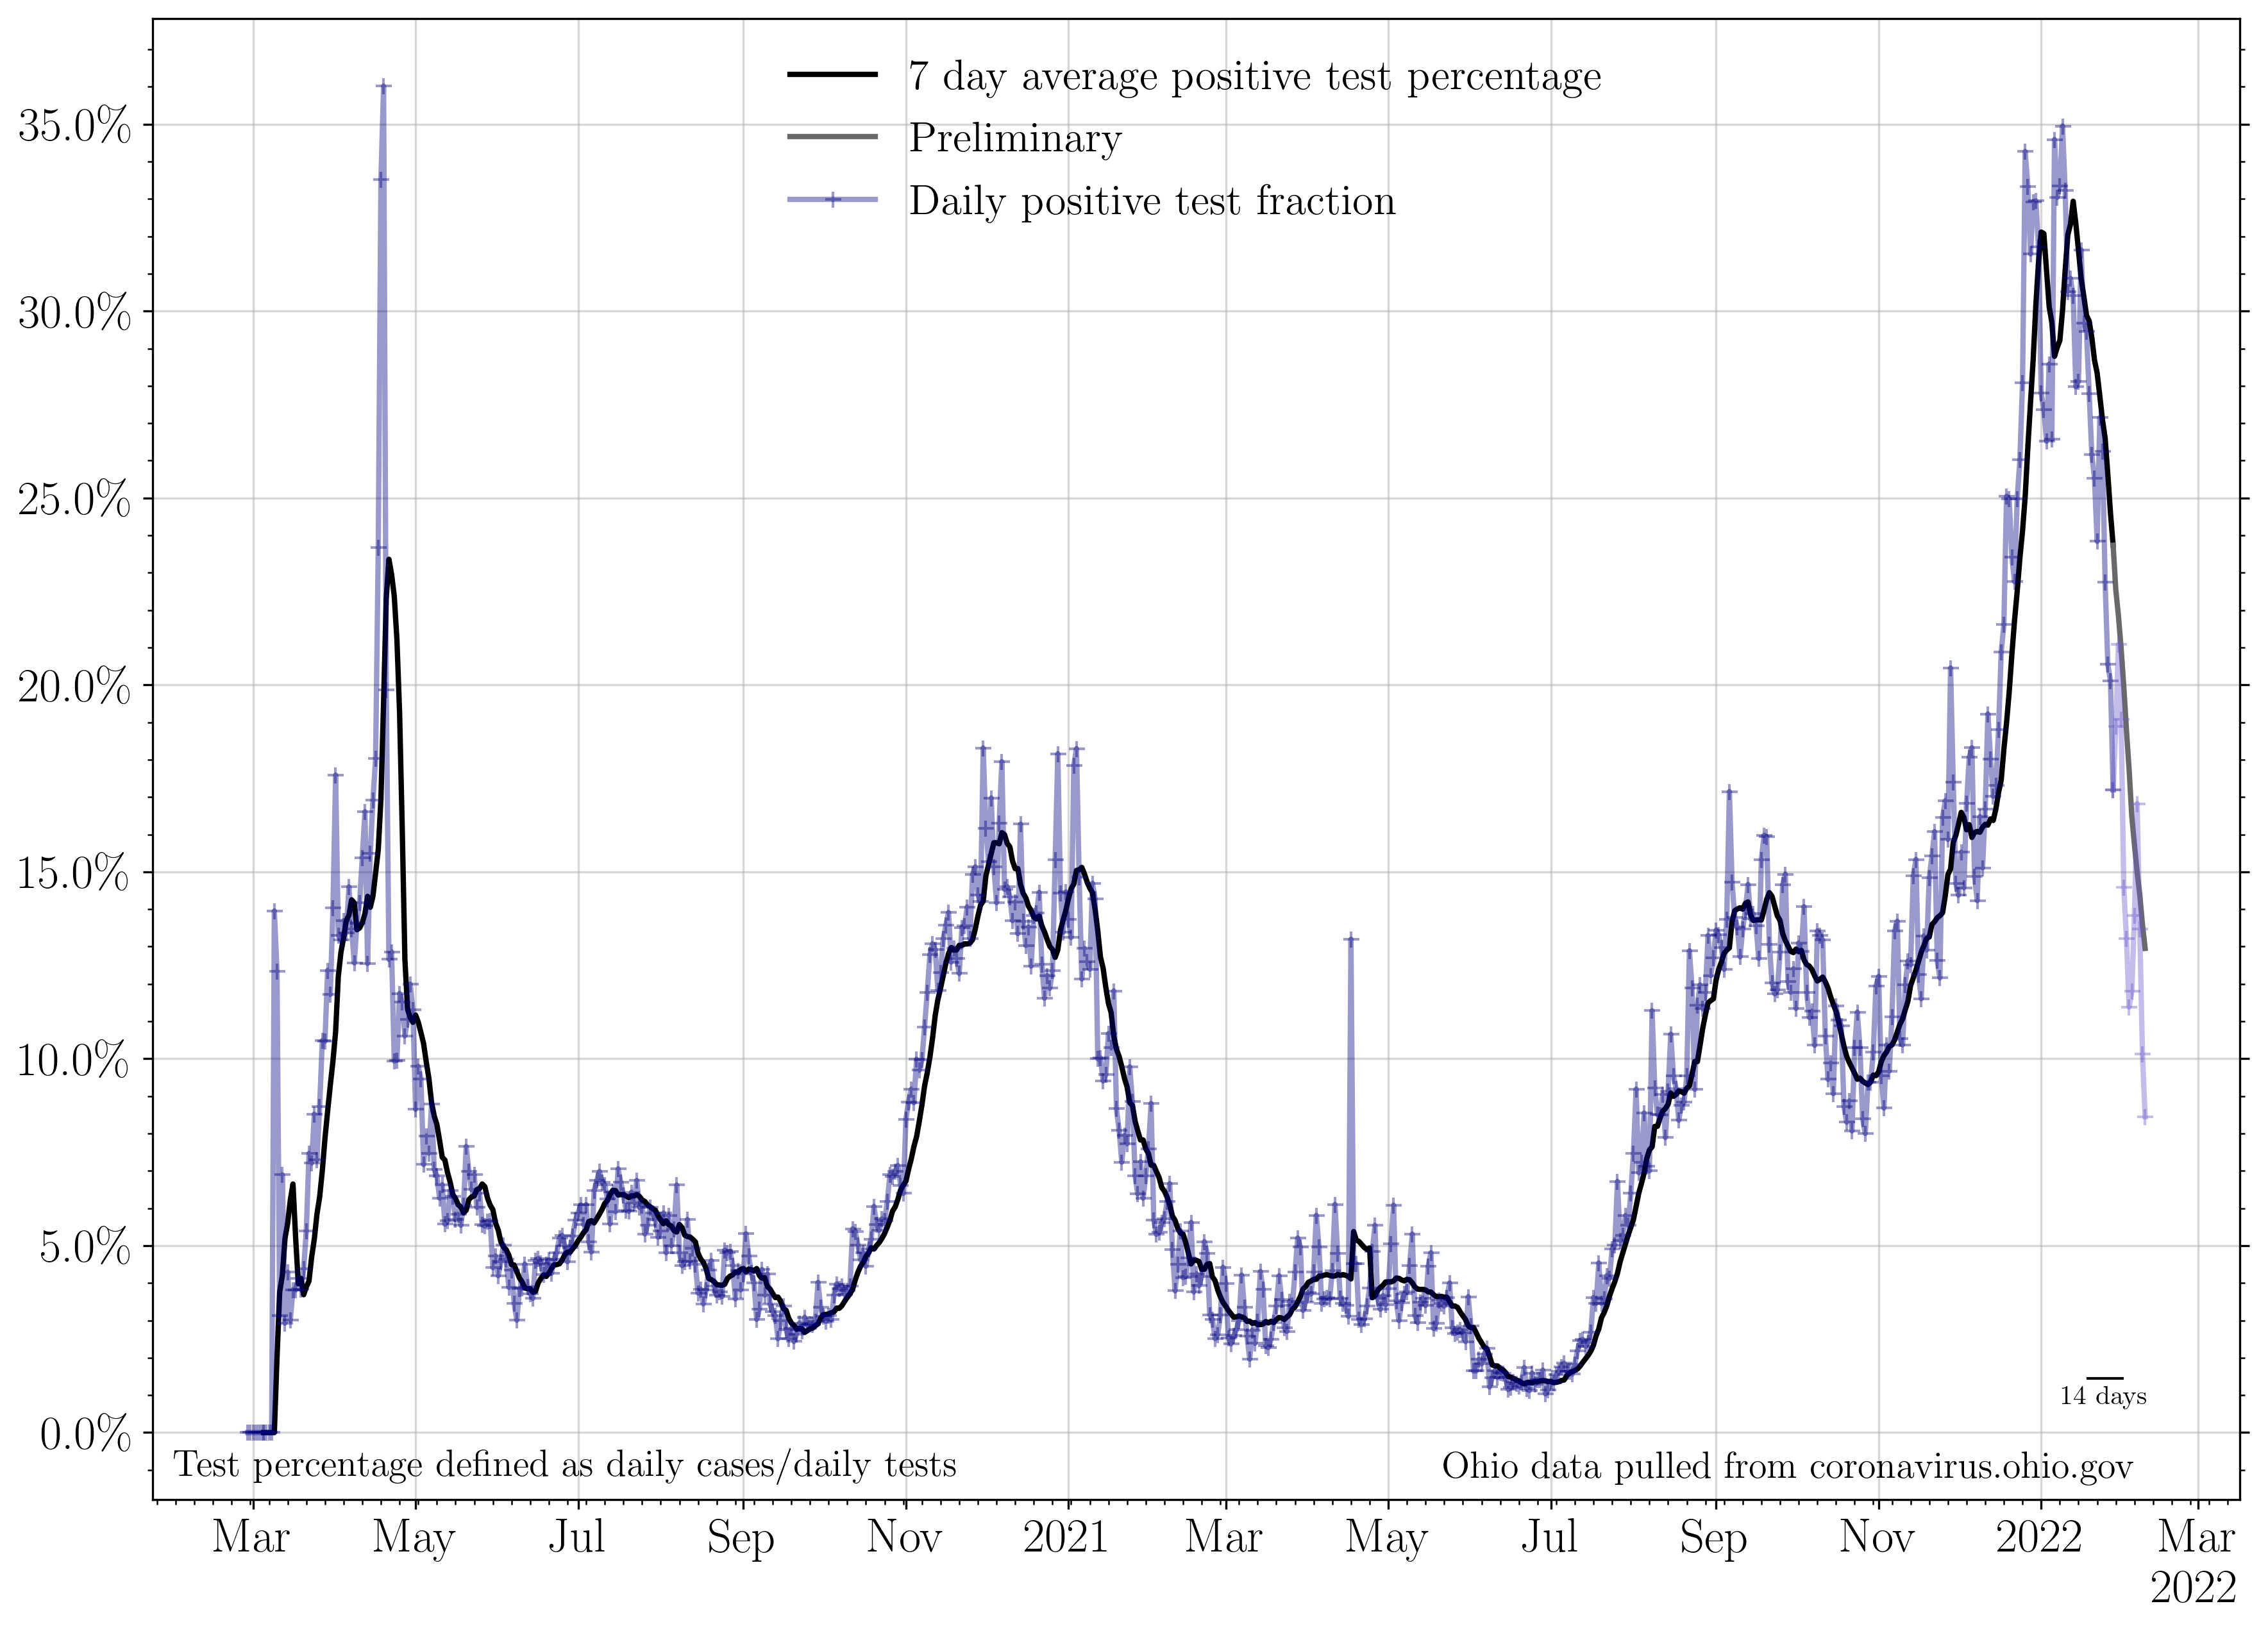 7 day average positive test percentage
Preliminary
Daily positive test fraction
35.0%
30.0%
25.0%
20.0%
15.0%
10.0%
5.0%
0.0%
14 days
Test percentage defined as daily cases/daily tests
Ohio data pulled from coronavirus.ohio.gov
Mar May Jul Sep Nov 2021 Mar May Jul Sep Nov 2022 Mar
2022